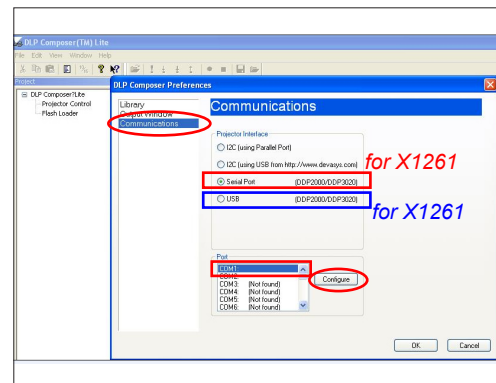 DLP Composer(TM) Lite
File Edit View Window Help
Project
DLP Composer?Lite
Projector Control
Flash Loader
DLP Composer Preferences
Library
Output Window
Communications
Communications
Projector Interface
I2C (using Parallel Port)
I2C (using USB from http://www.devasys.com)
for X1261
Serial Port (DDP2000/DDP3020)
USB (DDP2000/DDP3020)
for X1261
Port
COM1:
COM2:
COM3: (Not found)
COM4: (Not found)
COM5: (Not found)
COM6: (Not found)
Configure
OK Cancel